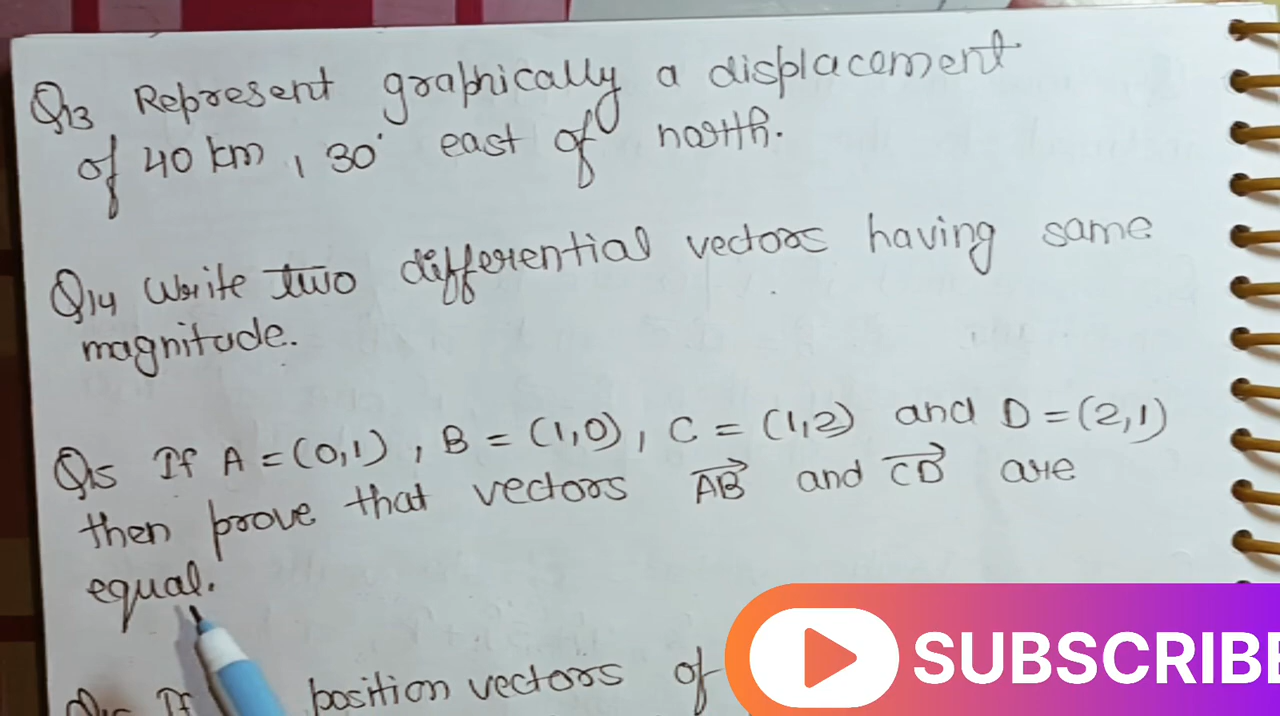 Q13 Represent graphically a displacement
of 40 km, 30° east of north.
Q14 Write two differential vectors having same
magnitude.
Q15 If A = (0,1), B = (1,0), C = (1,2) and D = (2,1)
then prove that vectors AB and CD are
equal.
If position vectors of
SUBSCRIBE